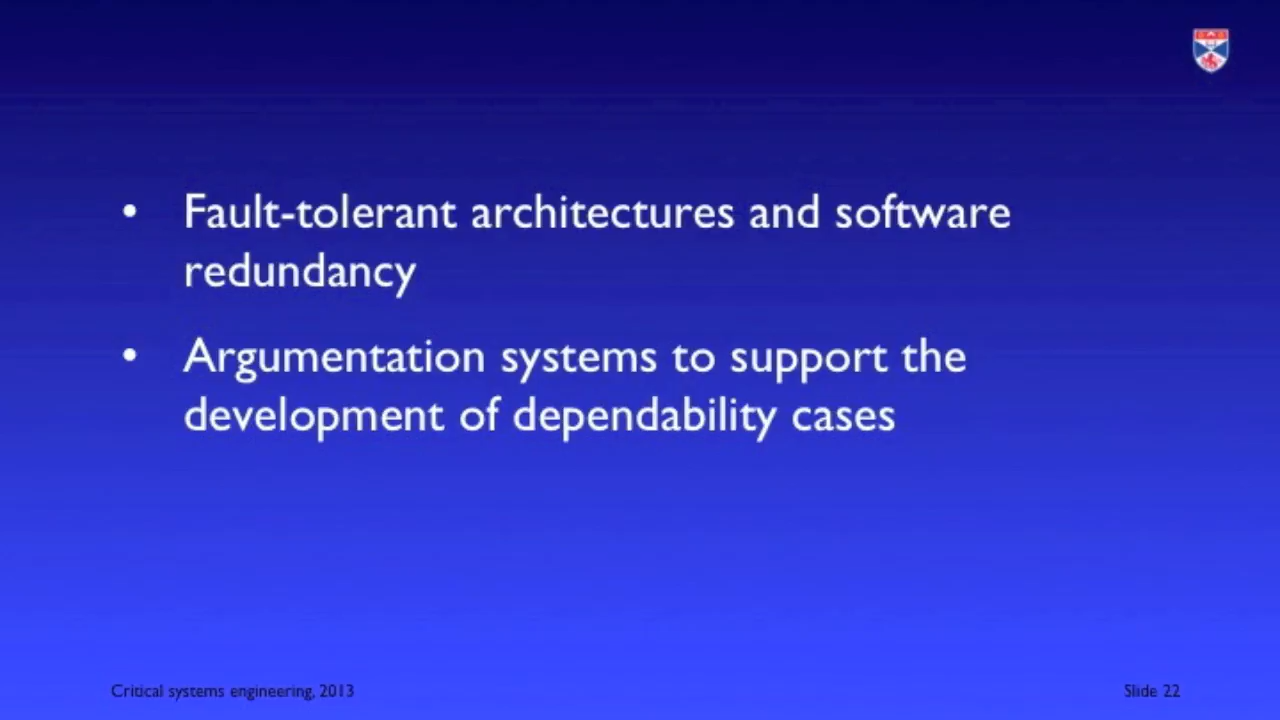 • Fault-tolerant architectures and software
redundancy
• Argumentation systems to support the
development of dependability cases
Critical systems engineering, 2013
Slide 22